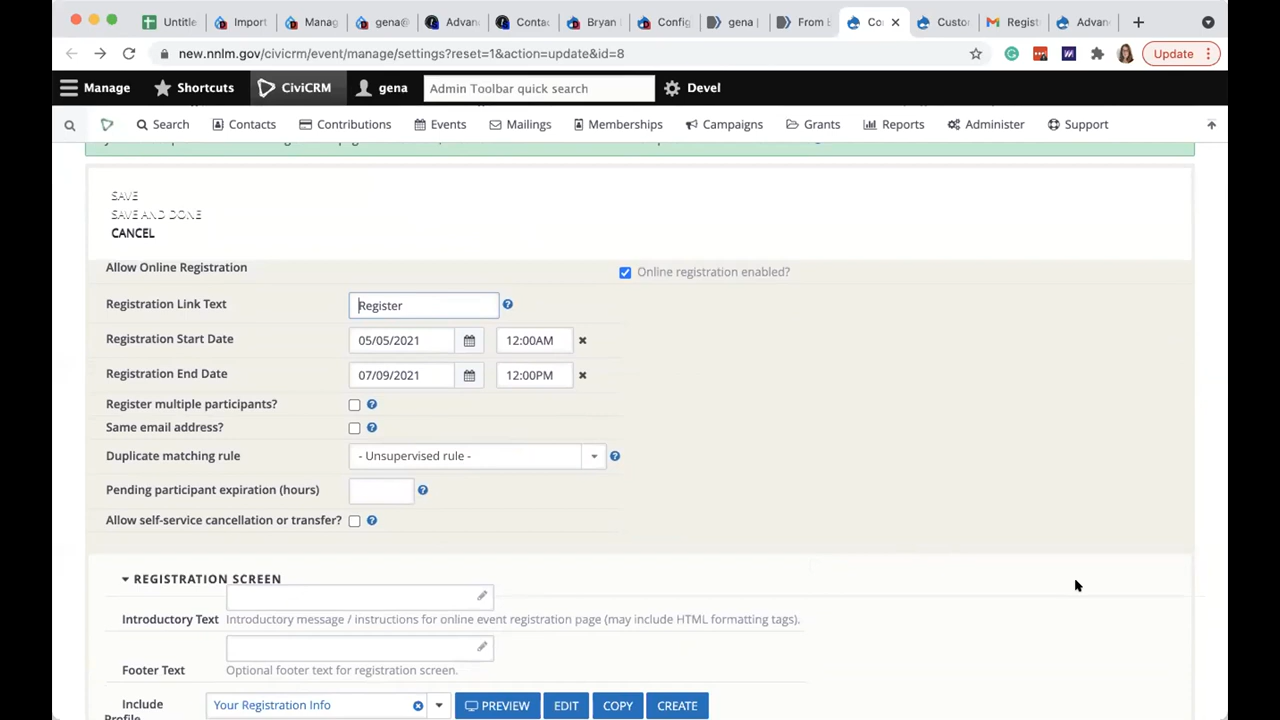 Untitle
Import
Manag
gena@
Advan
Contac
Bryan
Config
gena |
From E
Co
Custo
Regist
Advan
new.nnlm.gov/civicrm/event/manage/settings?reset=1&action=update&id=8
Update
Manage
Shortcuts
CiviCRM
gena
Admin Toolbar quick search
Devel
Search
Contacts
Contributions
Events
Mailings
Memberships
Campaigns
Grants
Reports
Administer
Support
SAVE
SAVE AND DONE
CANCEL
Allow Online Registration
Online registration enabled?
Registration Link Text
Register
Registration Start Date
05/05/2021
12:00AM
Registration End Date
07/09/2021
12:00PM
Register multiple participants?
Same email address?
Duplicate matching rule
- Unsupervised rule -
Pending participant expiration (hours)
Allow self-service cancellation or transfer?
REGISTRATION SCREEN
Introductory Text
Introductory message / instructions for online event registration page (may include HTML formatting tags).
Footer Text
Optional footer text for registration screen.
Include
Profile
Your Registration Info
PREVIEW
EDIT
COPY
CREATE